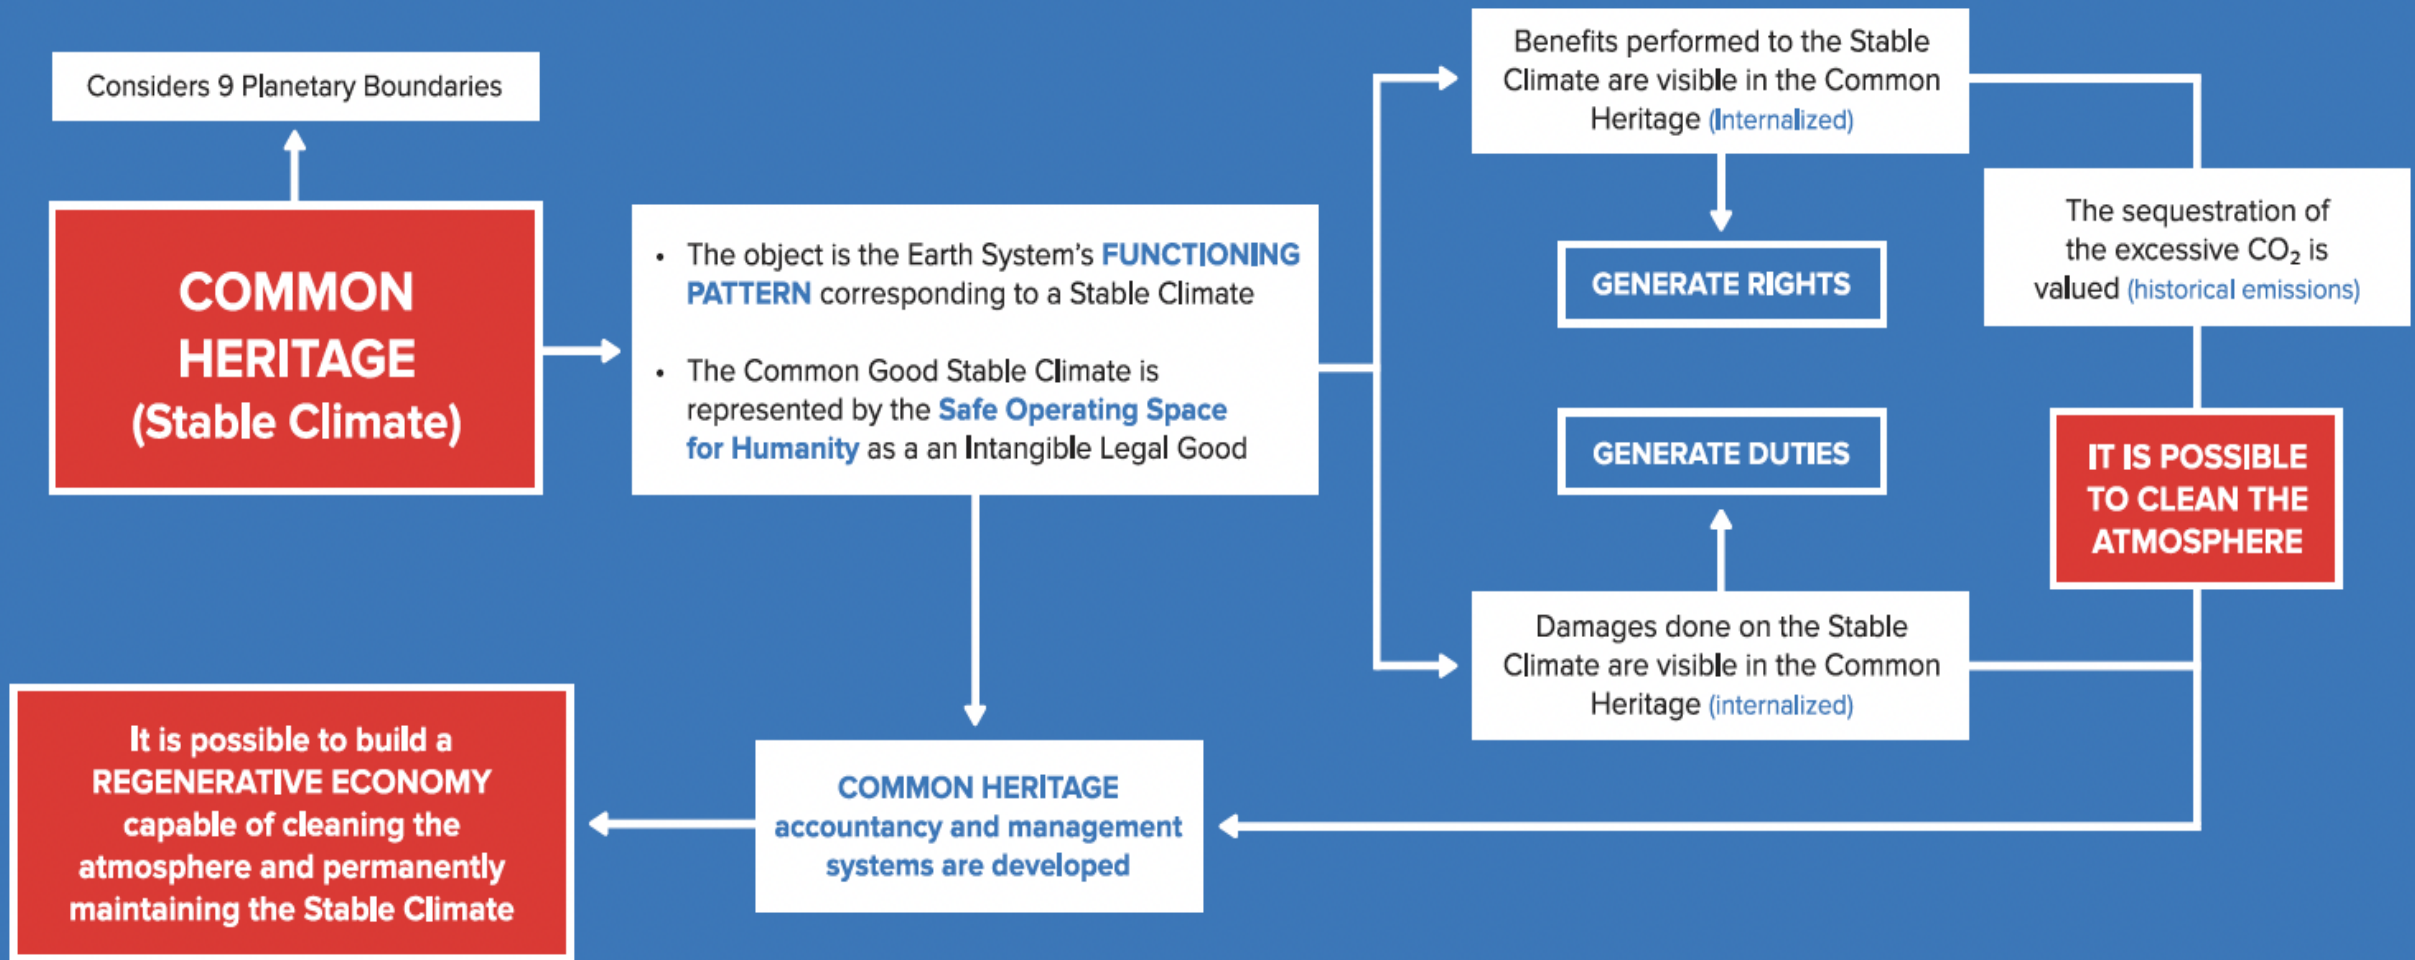 Considers 9 Planetary Boundaries
COMMON
HERITAGE
(Stable Climate)
• The object is the Earth System's FUNCTIONING
PATTERN corresponding to a Stable Climate
• The Common Good Stable Climate is
represented by the Safe Operating Space
for Humanity as a an Intangible Legal Good
Benefits performed to the Stable
Climate are visible in the Common
Heritage (Internalized)
GENERATE RIGHTS
The sequestration of
the excessive CO₂ is
valued (historical emissions)
GENERATE DUTIES
IT IS POSSIBLE
TO CLEAN THE
ATMOSPHERE
Damages done on the Stable
Climate are visible in the Common
Heritage (internalized)
COMMON HERITAGE
accountancy and management
systems are developed
It is possible to build a
REGENERATIVE ECONOMY
capable of cleaning the
atmosphere and permanently
maintaining the Stable Climate